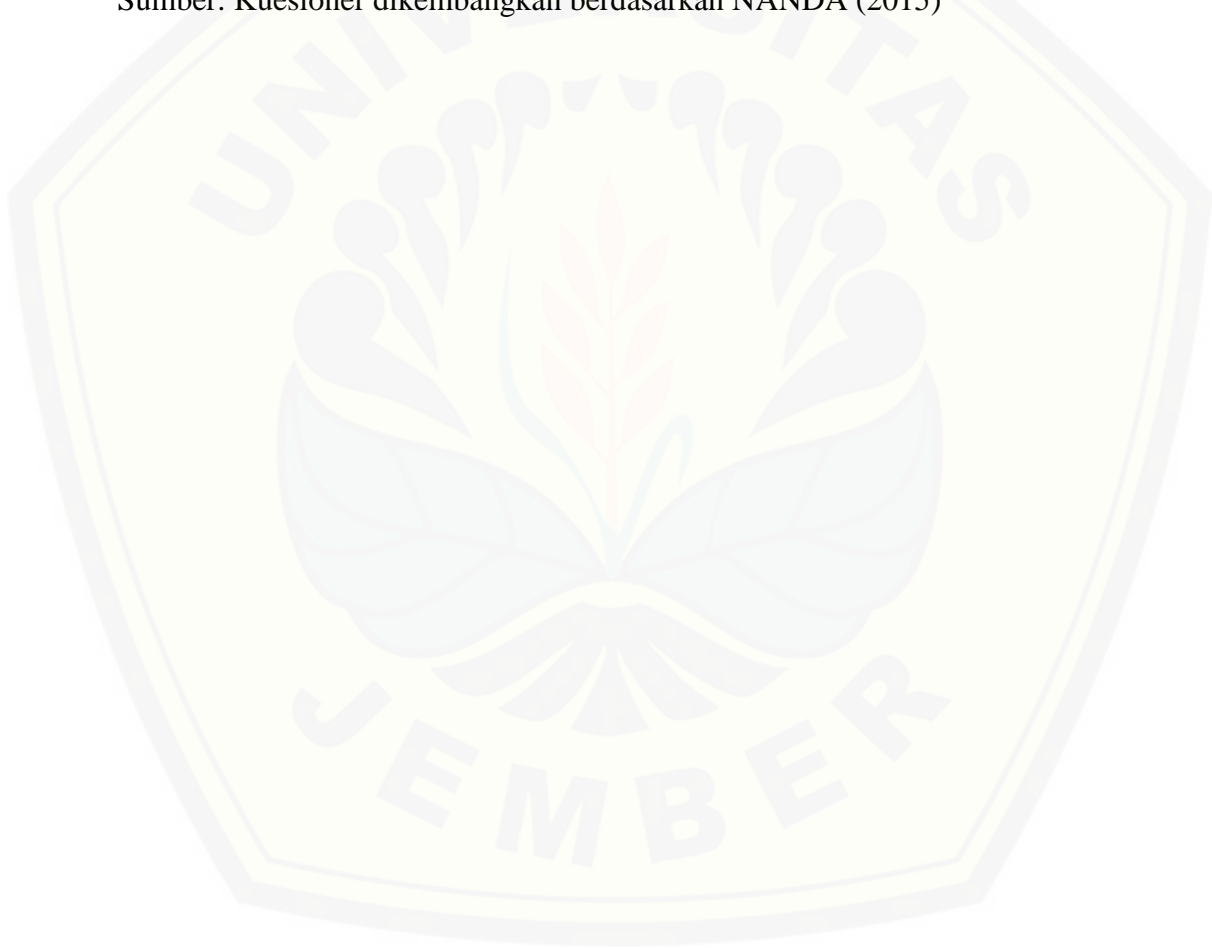 Sumber: Kuesioner dikembangkan berdasarkan NANDA (2015)
UNIVERSITAS
JEMBER